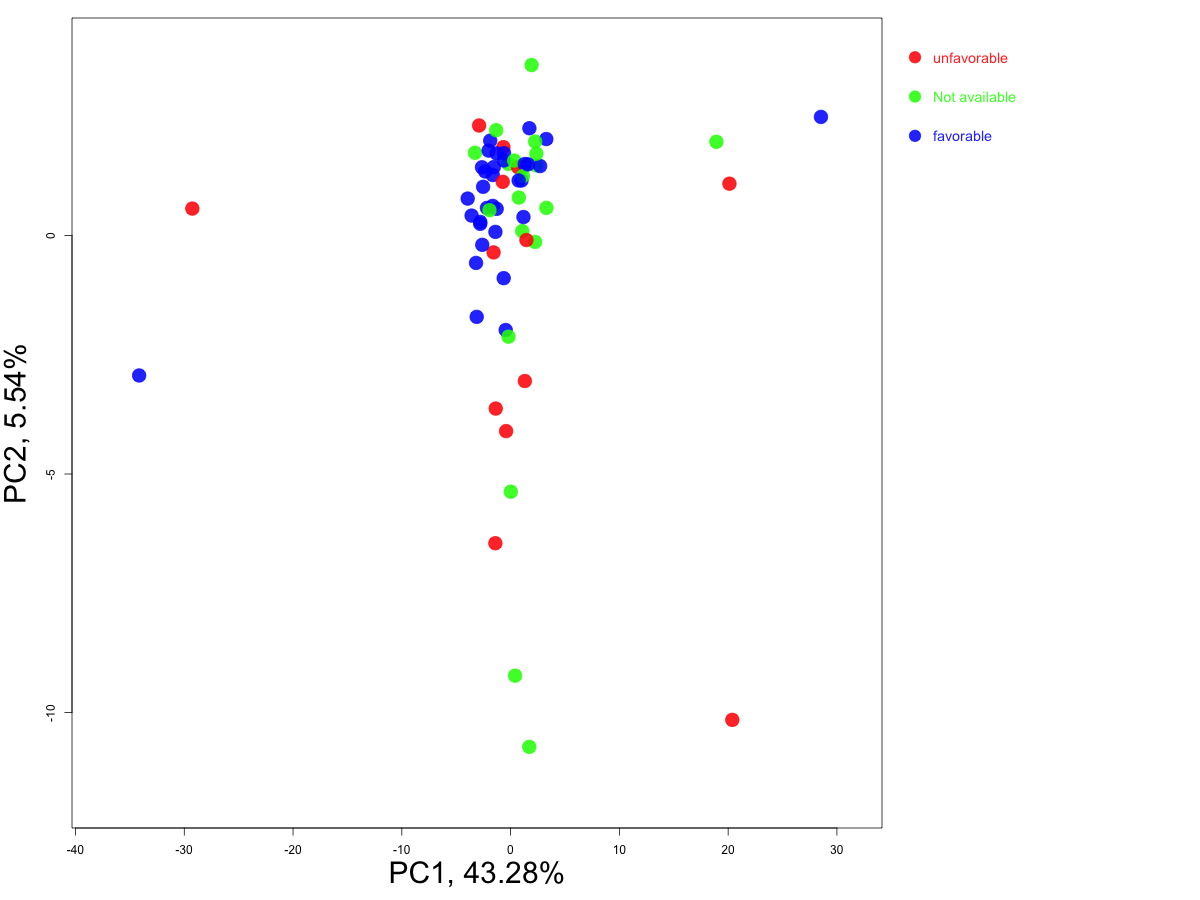 unfavorable
Not available
favorable
0
-5
-10
PC2, 5.54%
-40 -30 -20 -10 0 10 20 30
PC1, 43.28%